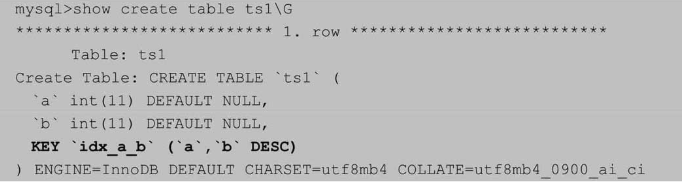 mysql>show create table ts1\G
*************************** 1. row ***************************
Table: ts1
Create Table: CREATE TABLE `ts1` (
`a` int(11) DEFAULT NULL,
`b` int(11) DEFAULT NULL,
KEY `idx_a_b` (`a`,`b` DESC)
) ENGINE=InnoDB DEFAULT CHARSET=utf8mb4 COLLATE=utf8mb4_0900_ai_ci